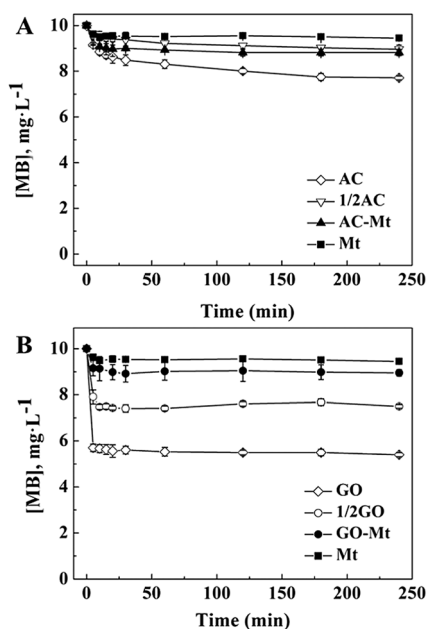 A
10
8
6
4
2
0
[MB], mg·L⁻¹
AC
1/2AC
AC-Mt
Mt
0 50 100 150 200 250
Time (min)
B
10
8
6
4
2
0
[MB], mg·L⁻¹
GO
1/2GO
GO-Mt
Mt
0 50 100 150 200 250
Time (min)